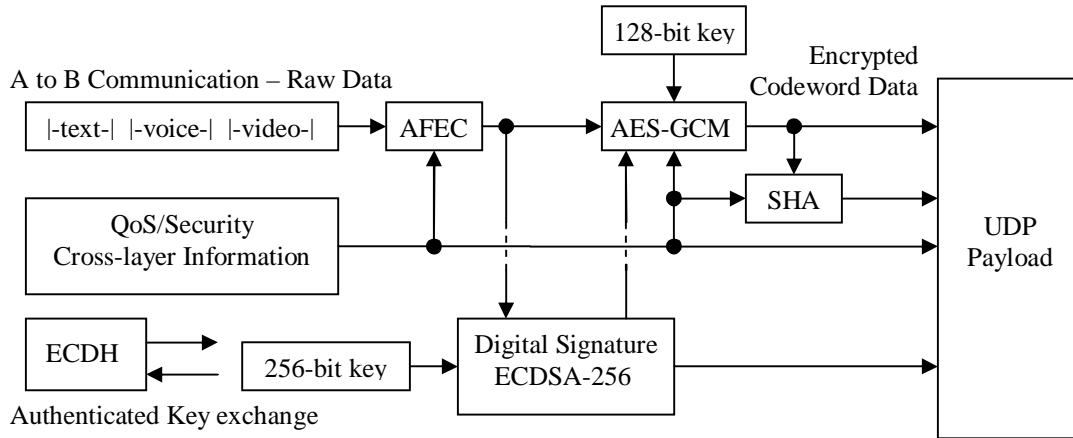 128-bit key
Encrypted
Codeword Data
A to B Communication – Raw Data
|-text-| |-voice-| |-video-|
AFEC
AES-GCM
SHA
QoS/Security
Cross-layer Information
UDP
Payload
ECDH
256-bit key
Digital Signature
ECDSA-256
Authenticated Key exchange